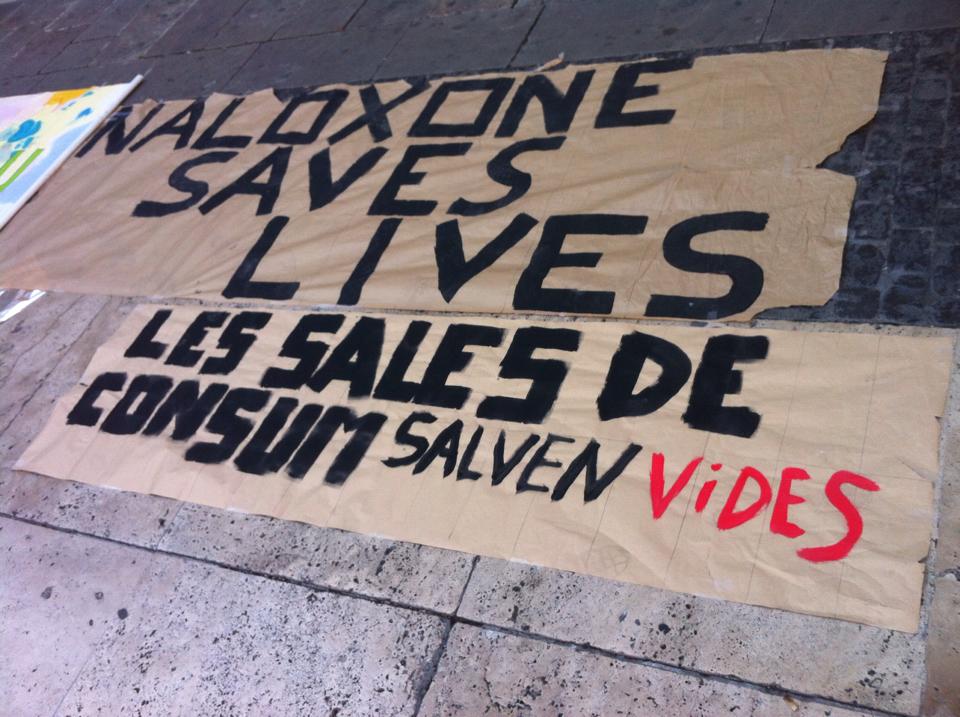 NALOXONE
SAVES
LIVES
LES SALES DE
CONSUM SALVEN ViDES